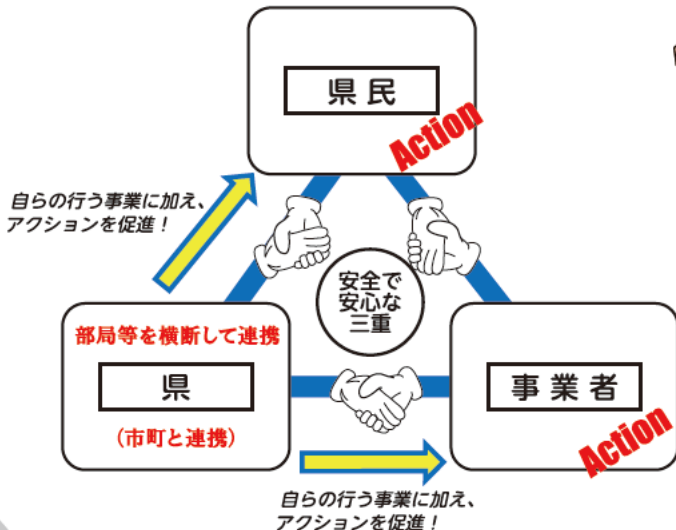 県民
Action
自らの行う事業に加え、
アクションを促進！
安全で
安心な
三重
部局等を横断して連携
県
(市町と連携)
事業者
Action
自らの行う事業に加え、
アクションを促進！